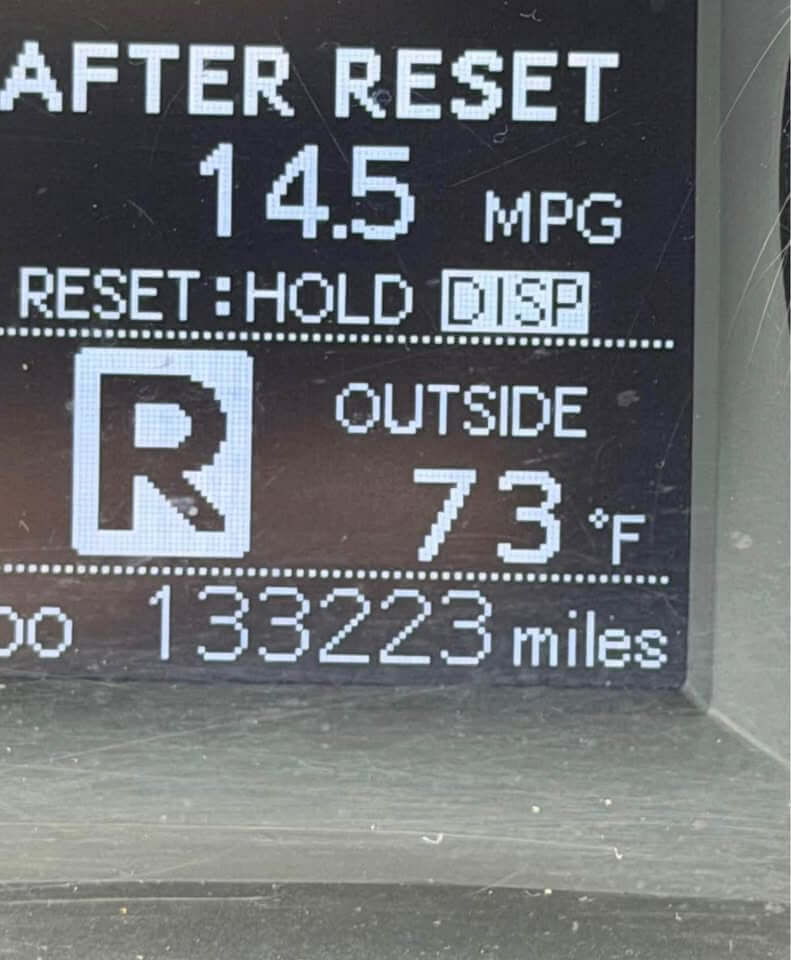 AFTER RESET
14.5 MPG
RESET:HOLD DISP
R
OUTSIDE
73 °F
133223 miles